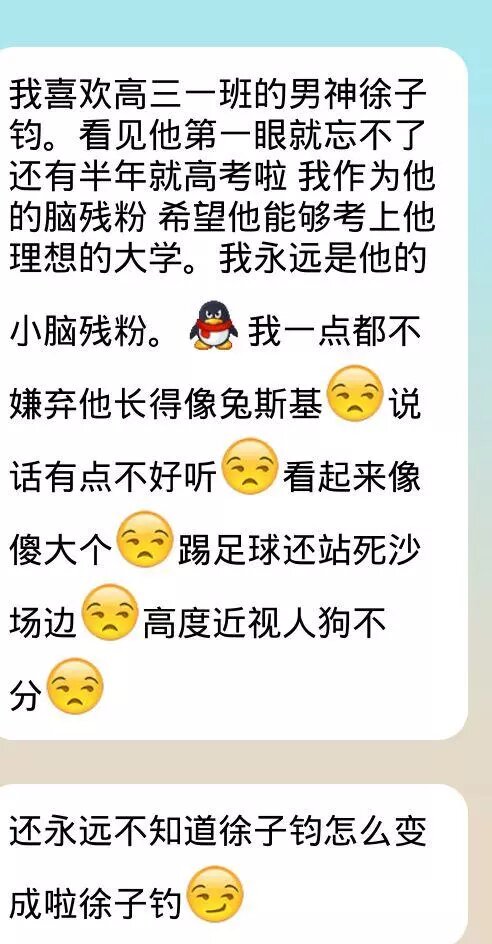 我喜欢高三一班的男神徐子
钧。看见他第一眼就忘不了
还有半年就高考啦 我作为他
的脑残粉 希望他能够考上他
理想的大学。我永远是他的
小脑残粉。我一点都不
嫌弃他长得像兔斯基说
话有点不好听看起来像
傻大个踢足球还站死沙
场边高度近视人狗不
分
还永远不知道徐子钧怎么变
成啦徐子钓